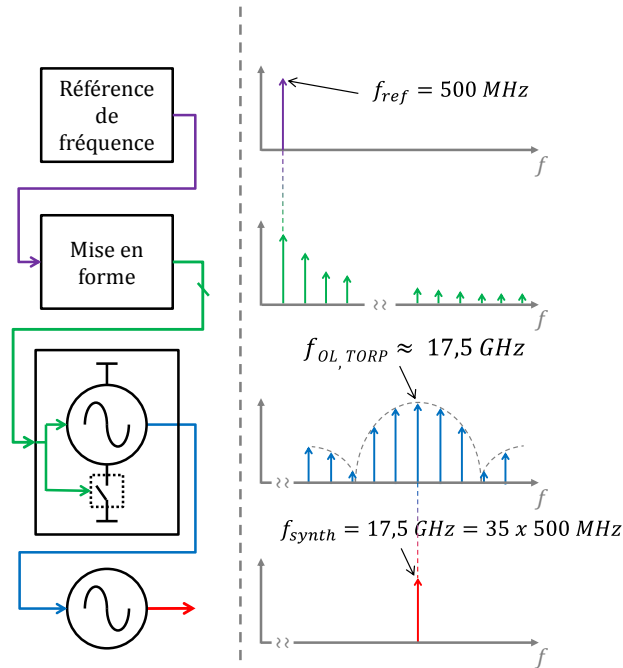 Référence
de
fréquence
f_ref = 500 MHz
f
Mise en
forme
f
f_OL, TORP ≈ 17,5 GHz
f
f_synth = 17,5 GHz = 35 x 500 MHz
f